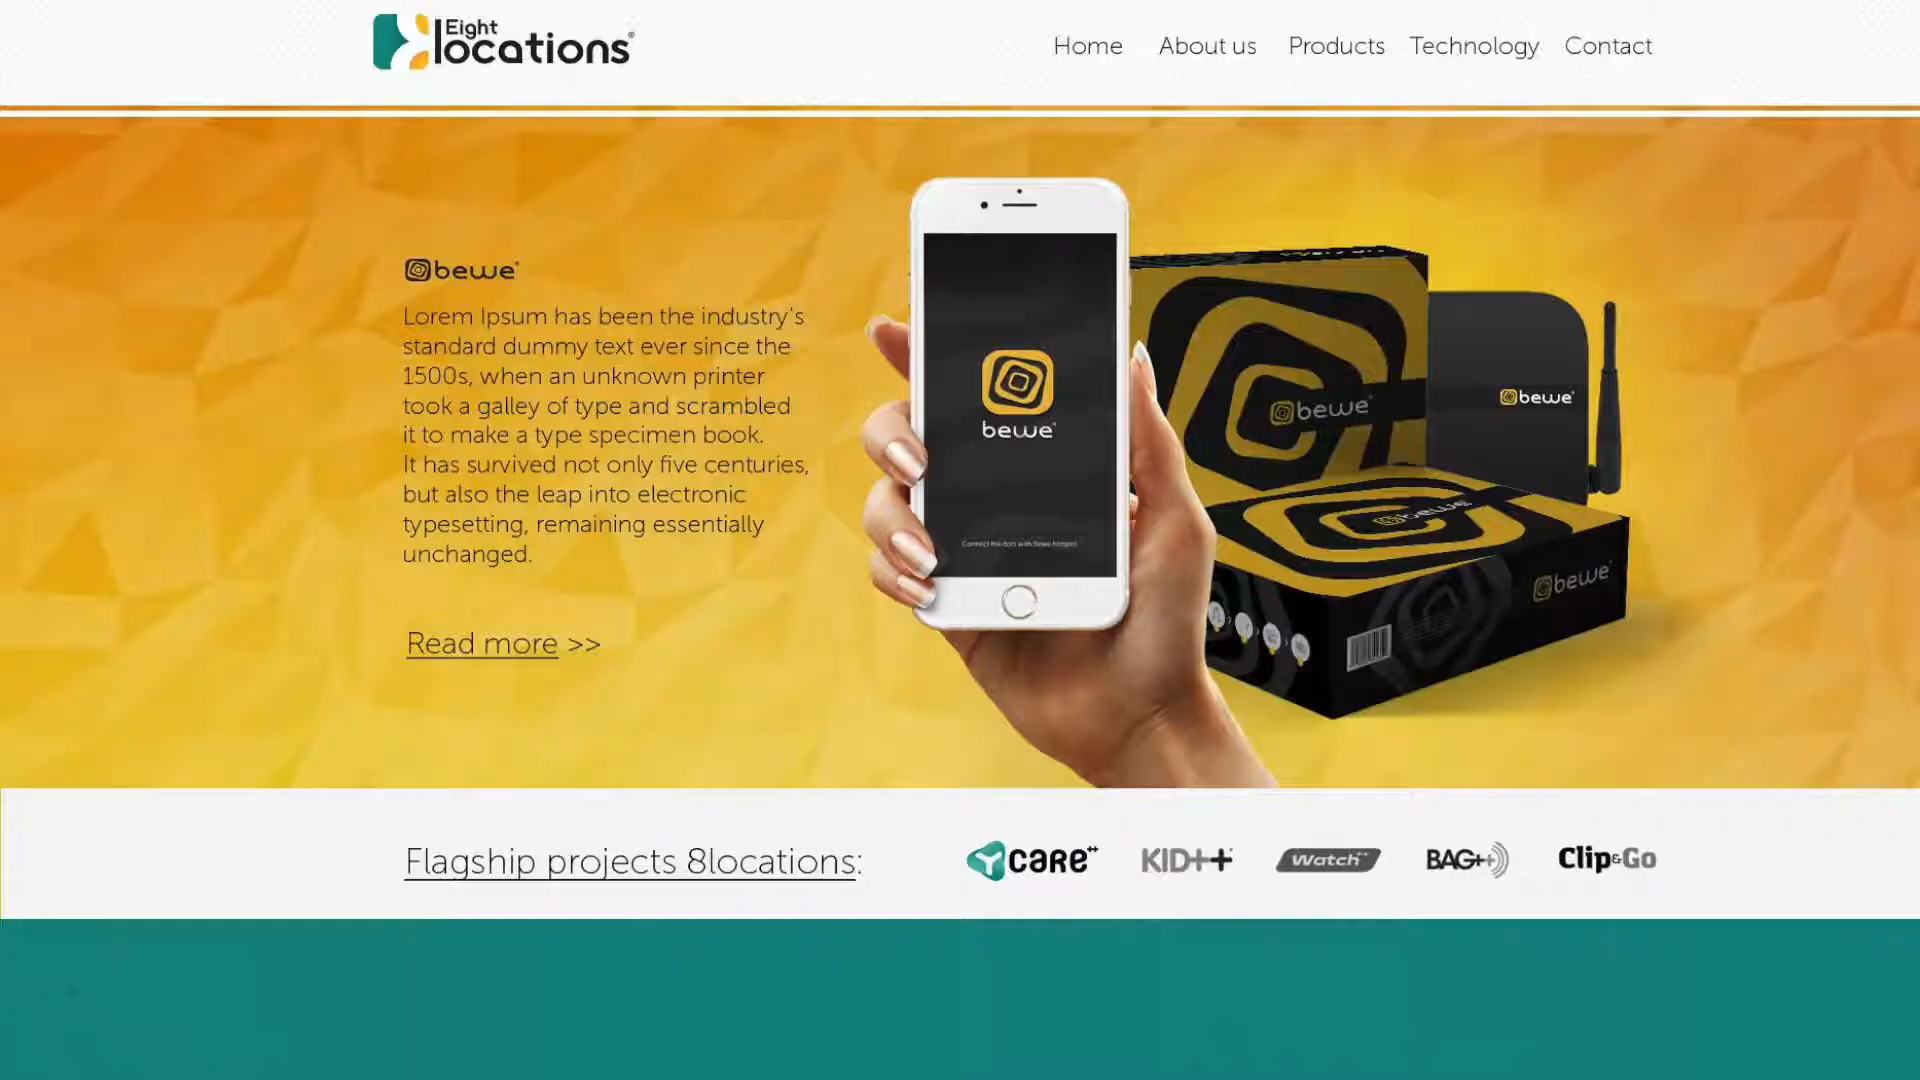 Eight
locations®
Home About us Products Technology Contact
bewe®
Lorem Ipsum has been the industry's
standard dummy text ever since the
1500s, when an unknown printer
took a galley of type and scrambled
it to make a type specimen book.
It has survived not only five centuries,
but also the leap into electronic
typesetting, remaining essentially
unchanged.
Read more >>
bewe®
bewe®
bewe®
bewe®
bewe®
Flagship projects 8locations:
CARE++ KID++ Watch++ BAG++ Clip&Go